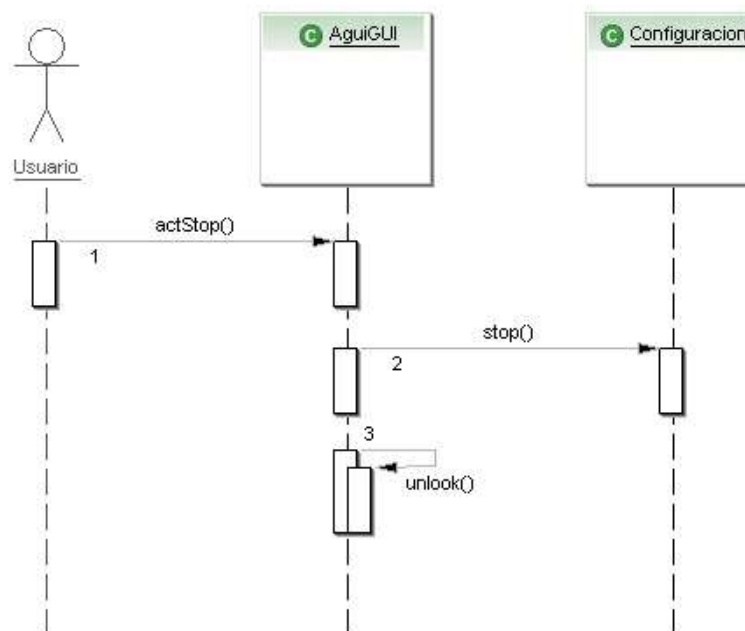 C AguiGUI
C Configuracion
Usuario
actStop()
1
stop()
2
3
unlook()